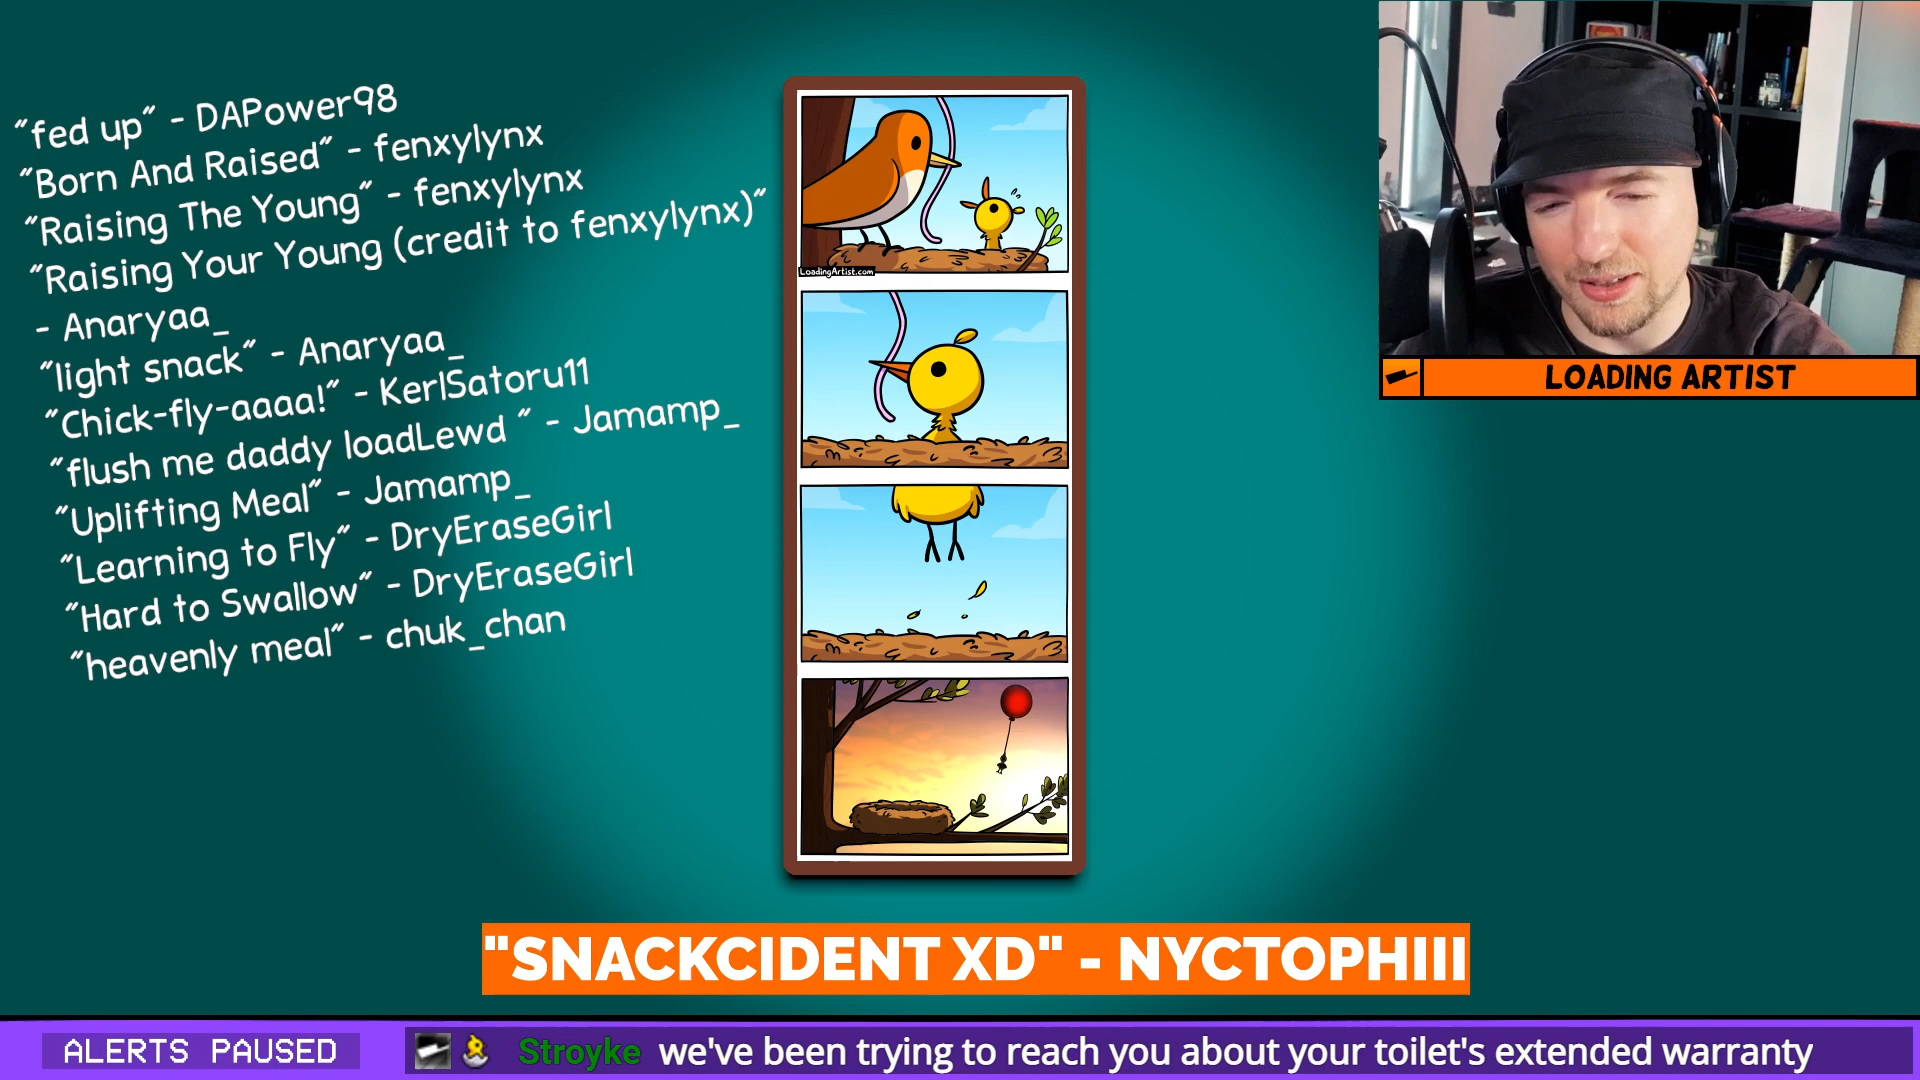 "fed up" - DAPower98
"Born And Raised" - fenxylynx
"Raising The Young" - fenxylynx
"Raising Your Young (credit to fenxylynx)"
- Anaryaa_
"light snack" - Anaryaa_
"Chick-fly-aaaa!" - KerlSatoru11
"flush me daddy loadLewd " - Jamamp_
"Uplifting Meal" - Jamamp_
"Learning to Fly" - DryEraseGirl
"Hard to Swallow" - DryEraseGirl
"heavenly meal" - chuk_chan
LoadingArtist.com
LOADING ARTIST
"SNACKCIDENT XD" - NYCTOPHIII
ALERTS PAUSED
Stroyke we've been trying to reach you about your toilet's extended warranty